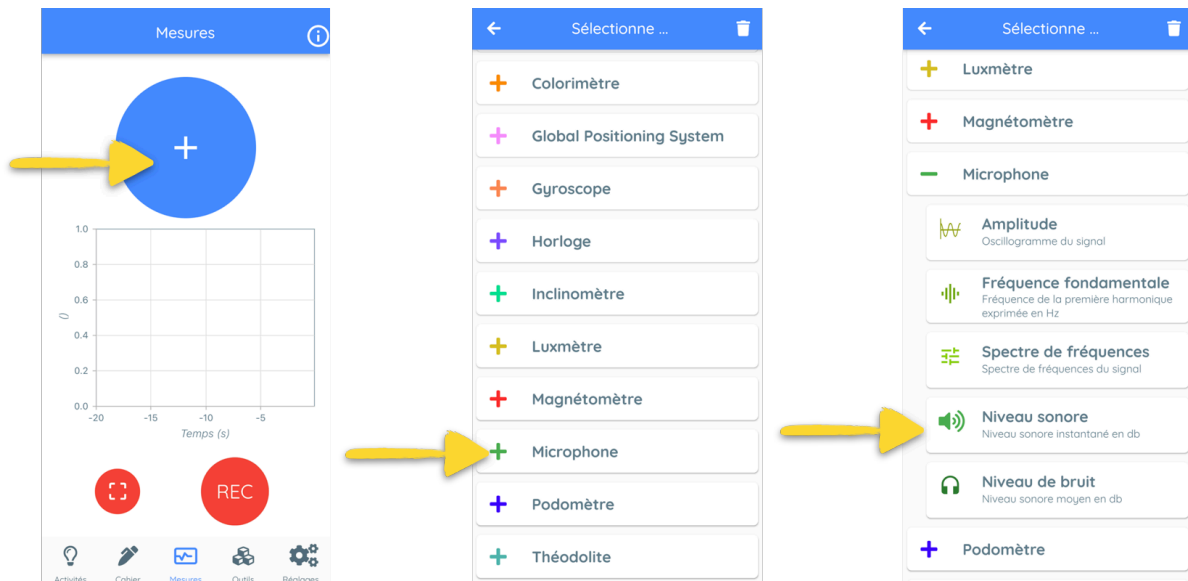 Mesures
1.0
0.8
0.6
0.4
0.2
0.0
()
-20
-15
-10
-5
Temps (s)
REC
Activités
Cahier
Mesures
Outils
Réglages
Sélectionne ...
Colorimètre
Global Positioning System
Gyroscope
Horloge
Inclinomètre
Luxmètre
Magnétomètre
Microphone
Podomètre
Théodolite
Sélectionne ...
Luxmètre
Magnétomètre
Microphone
Amplitude
Oscillogramme du signal
Fréquence fondamentale
Fréquence de la première harmonique
exprimée en Hz
Spectre de fréquences
Spectre de fréquences du signal
Niveau sonore
Niveau sonore instantané en db
Niveau de bruit
Niveau sonore moyen en db
Podomètre